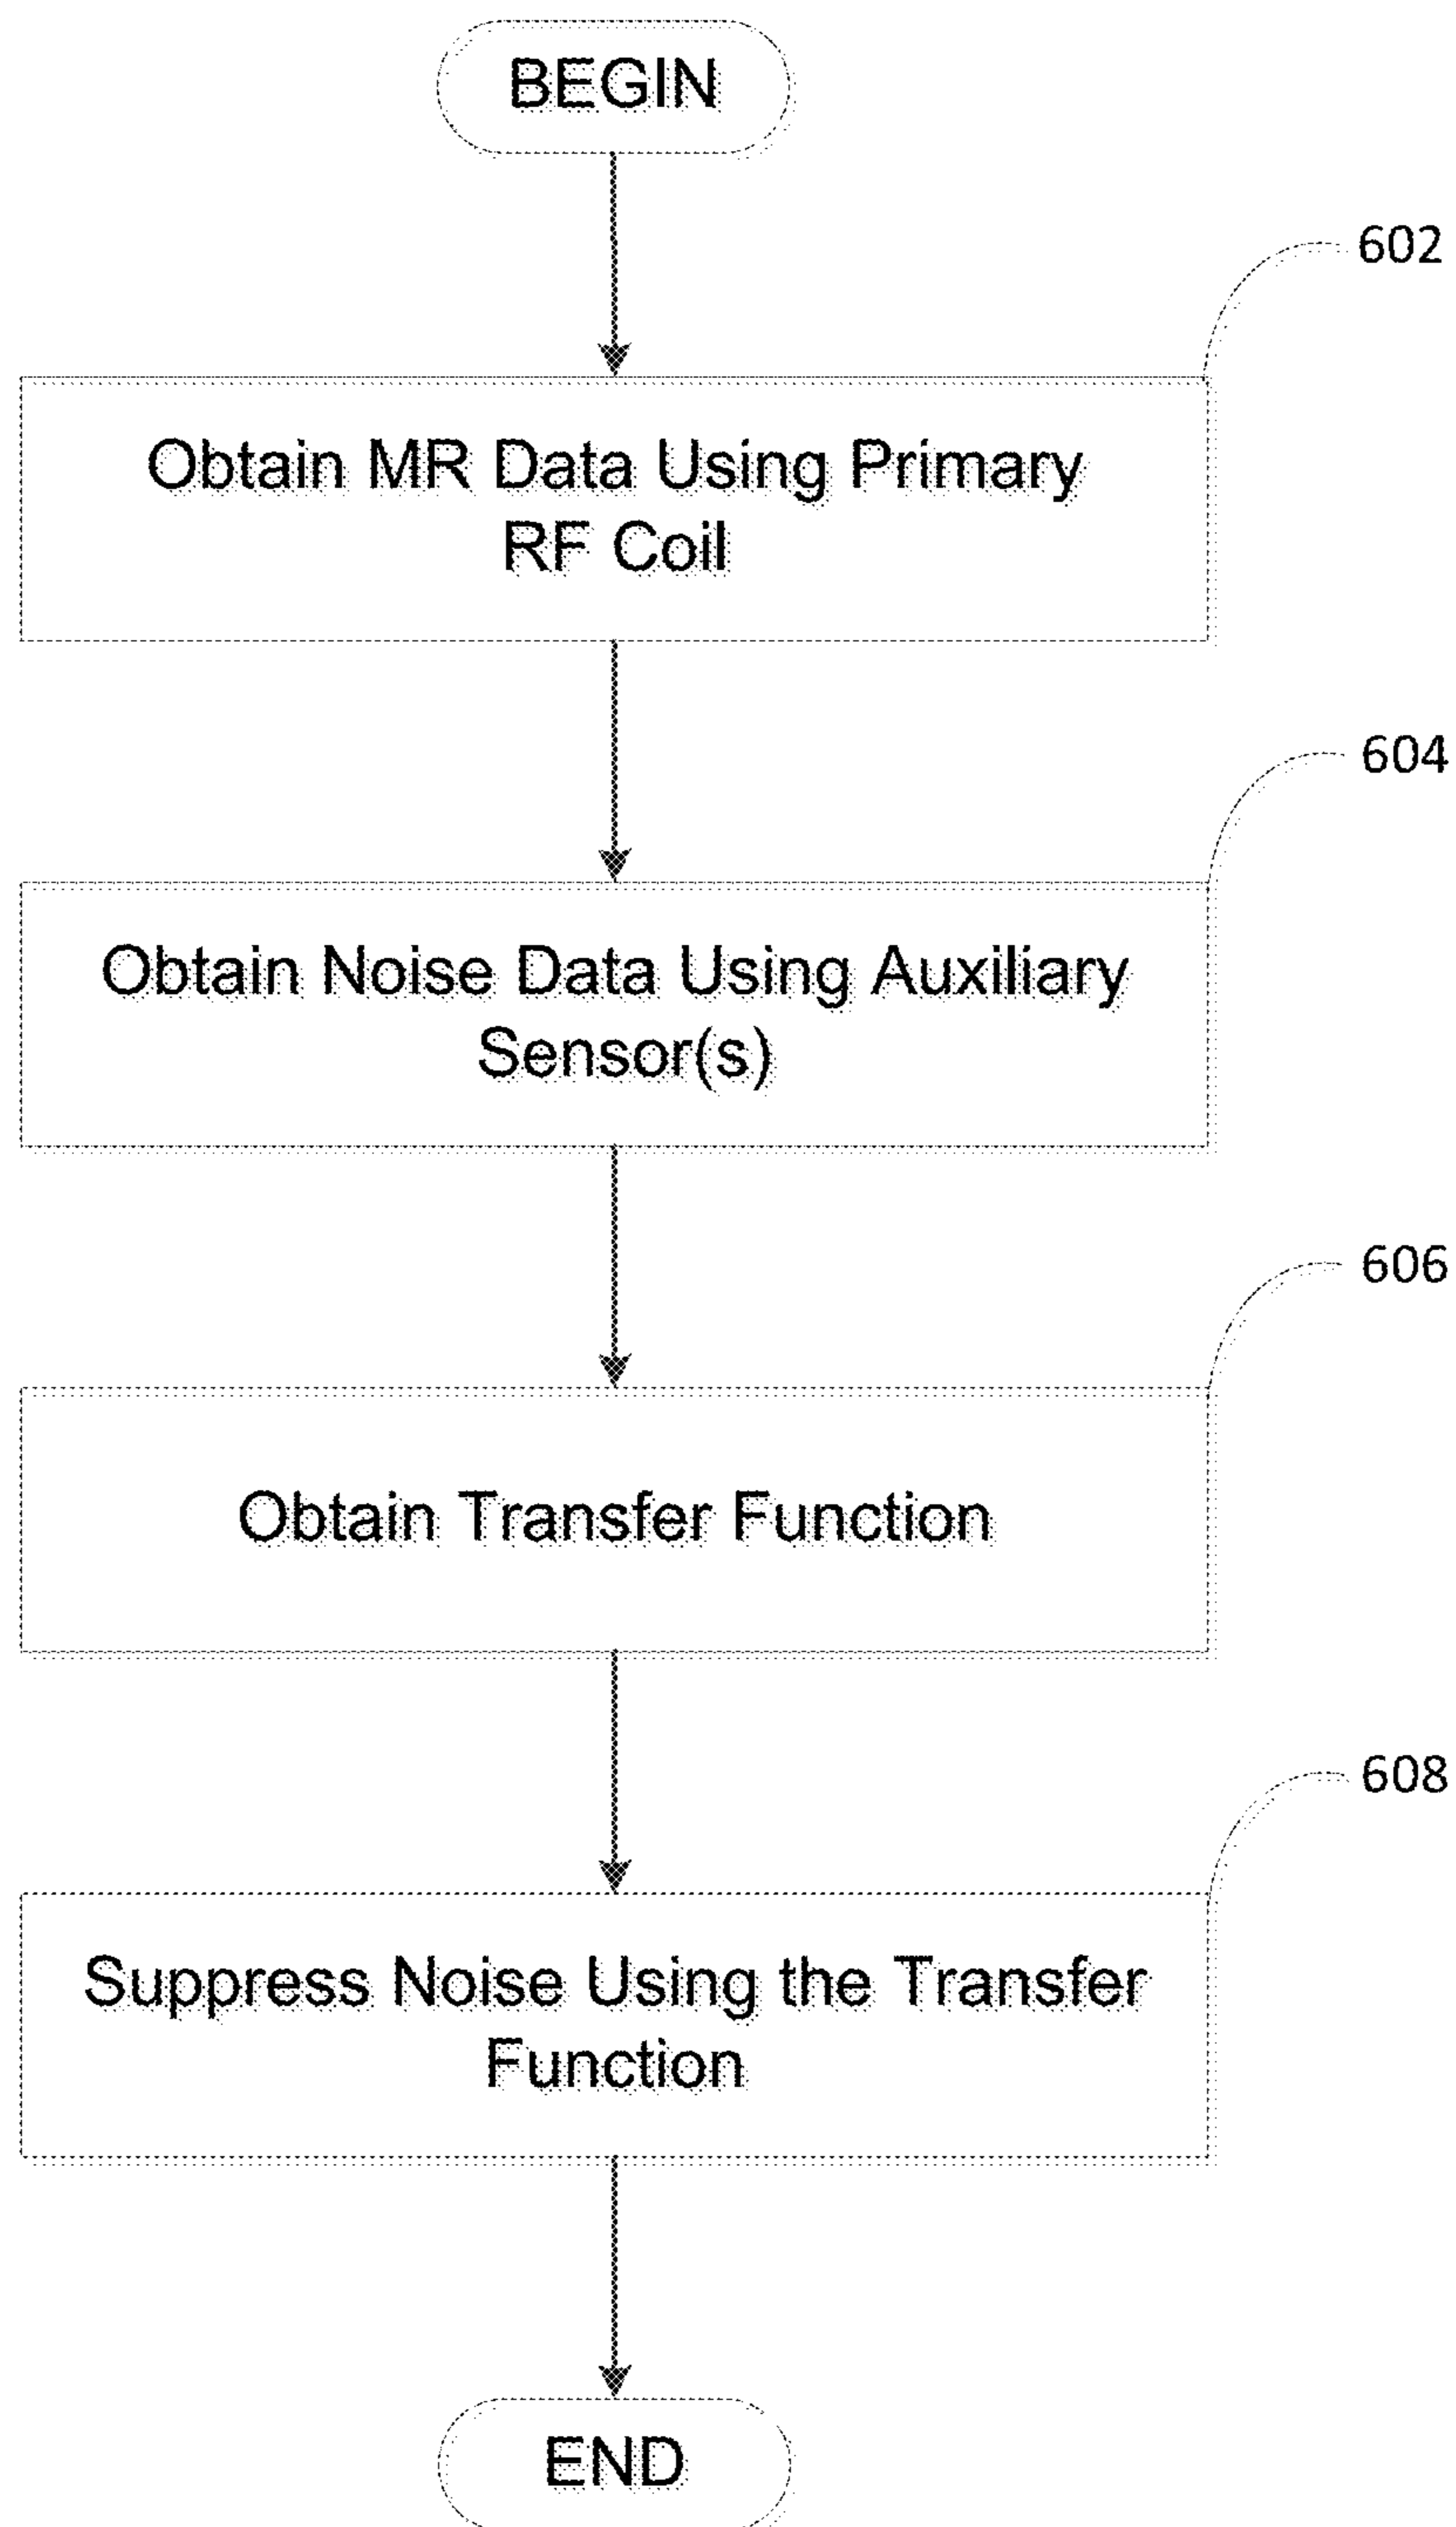 BEGIN
602
Obtain MR Data Using Primary
RF Coil
604
Obtain Noise Data Using Auxiliary
Sensor(s)
606
Obtain Transfer Function
608
Suppress Noise Using the Transfer
Function
END